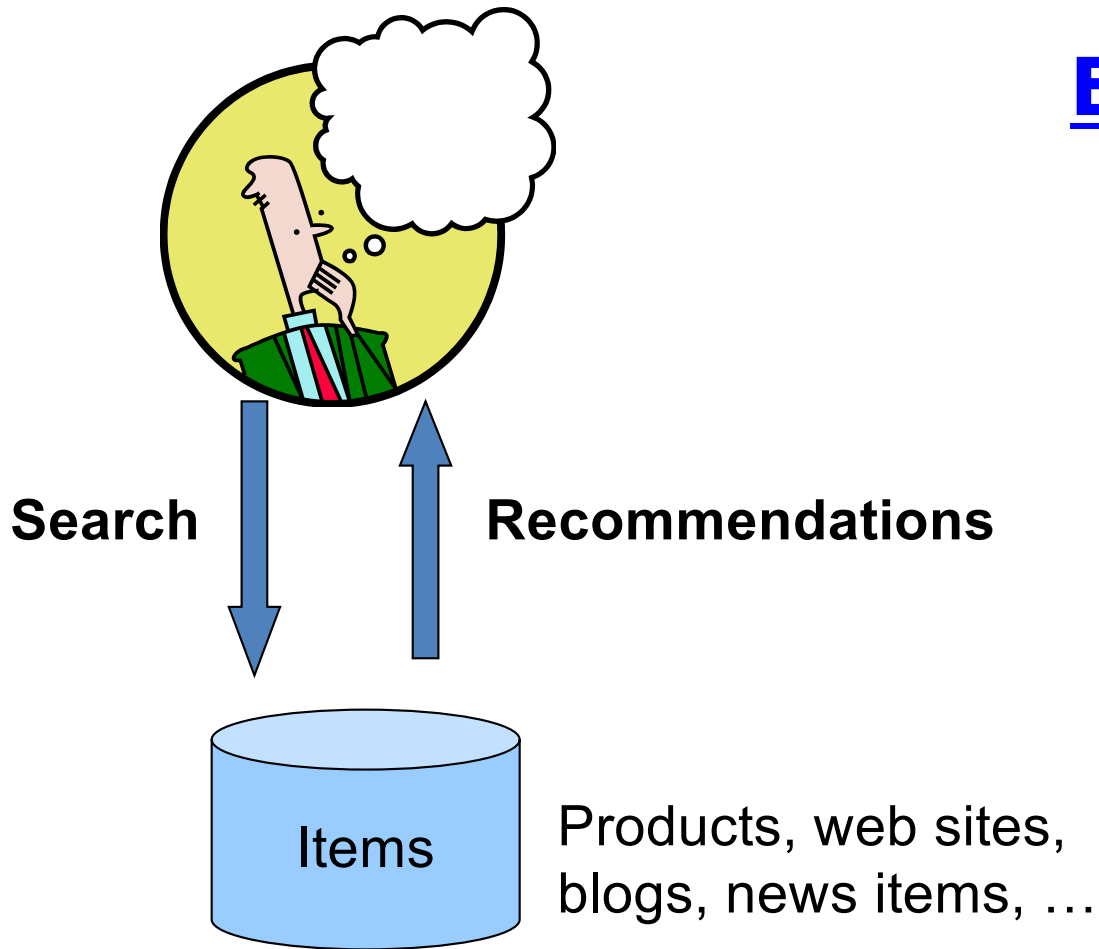 Search
Recommendations
Items
Products, web sites,
blogs, news items, …